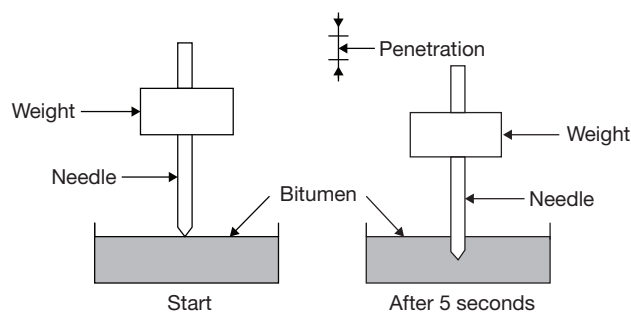 Penetration
Weight
Weight
Needle
Needle
Bitumen
Start
After 5 seconds